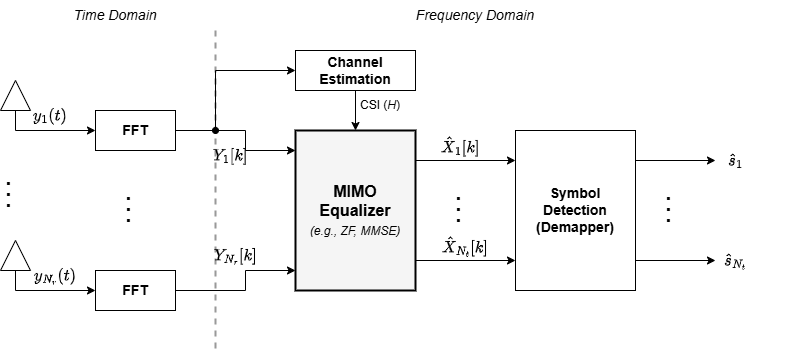 Time Domain
Frequency Domain
Channel
Estimation
CSI (H)
y₁(t)
FFT
Y₁[k]
X̂₁[k]
ŝ₁
MIMO
Equalizer
(e.g., ZF, MMSE)
Symbol
Detection
(Demapper)
y_{N_r}(t)
FFT
Y_{N_r}[k]
X̂_{N_t}[k]
ŝ_{N_t}